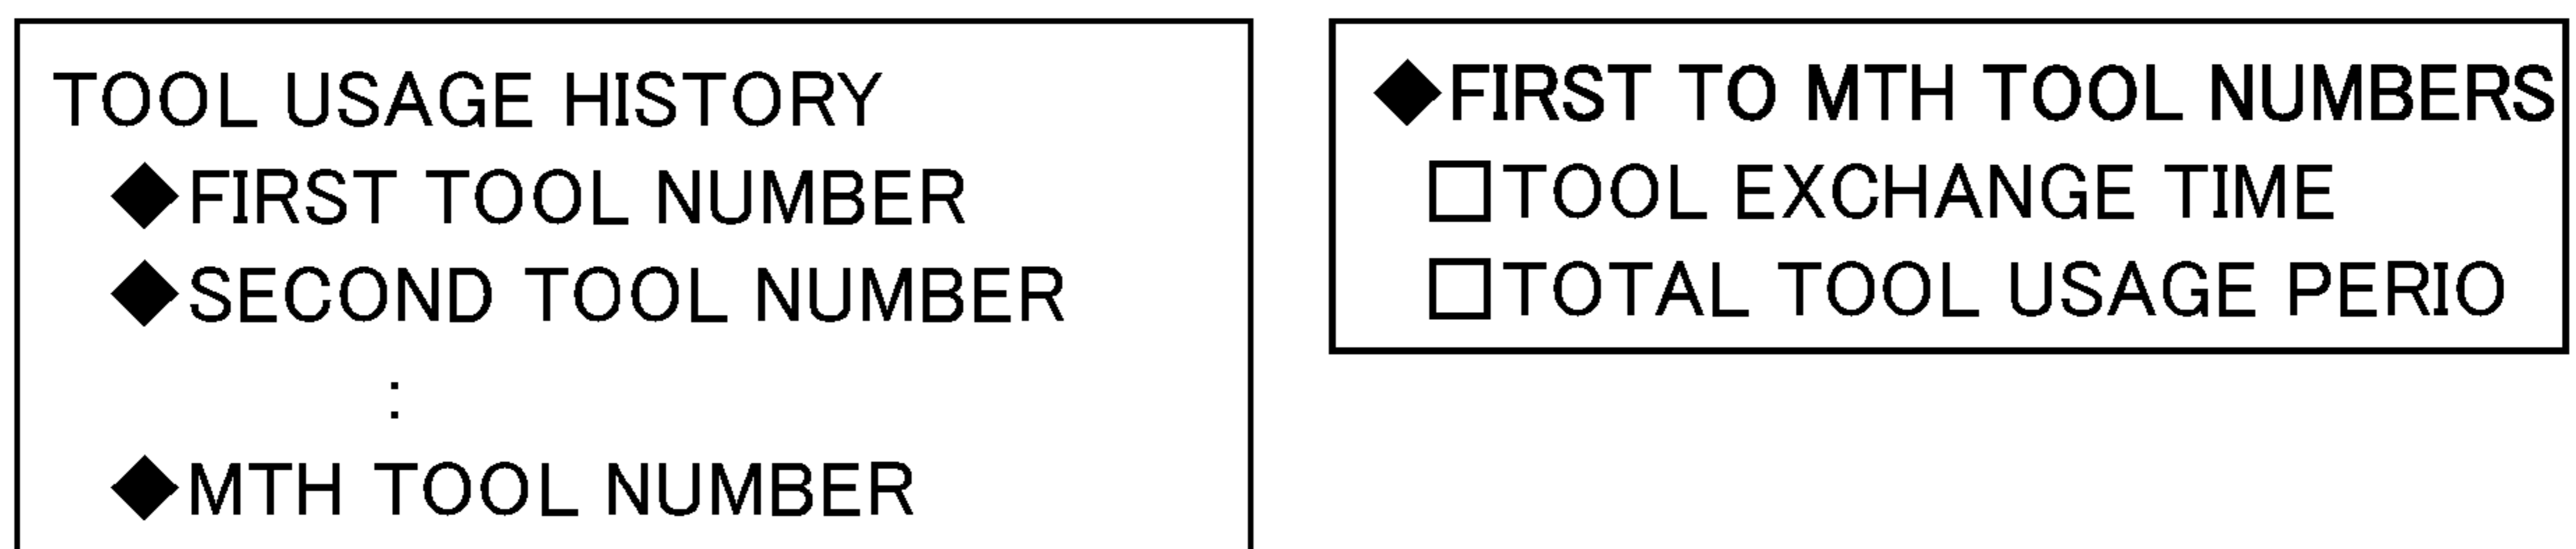 TOOL USAGE HISTORY
◆FIRST TOOL NUMBER
◆SECOND TOOL NUMBER
:
◆MTH TOOL NUMBER
◆FIRST TO MTH TOOL NUMBERS
□TOOL EXCHANGE TIME
□TOTAL TOOL USAGE PERIO